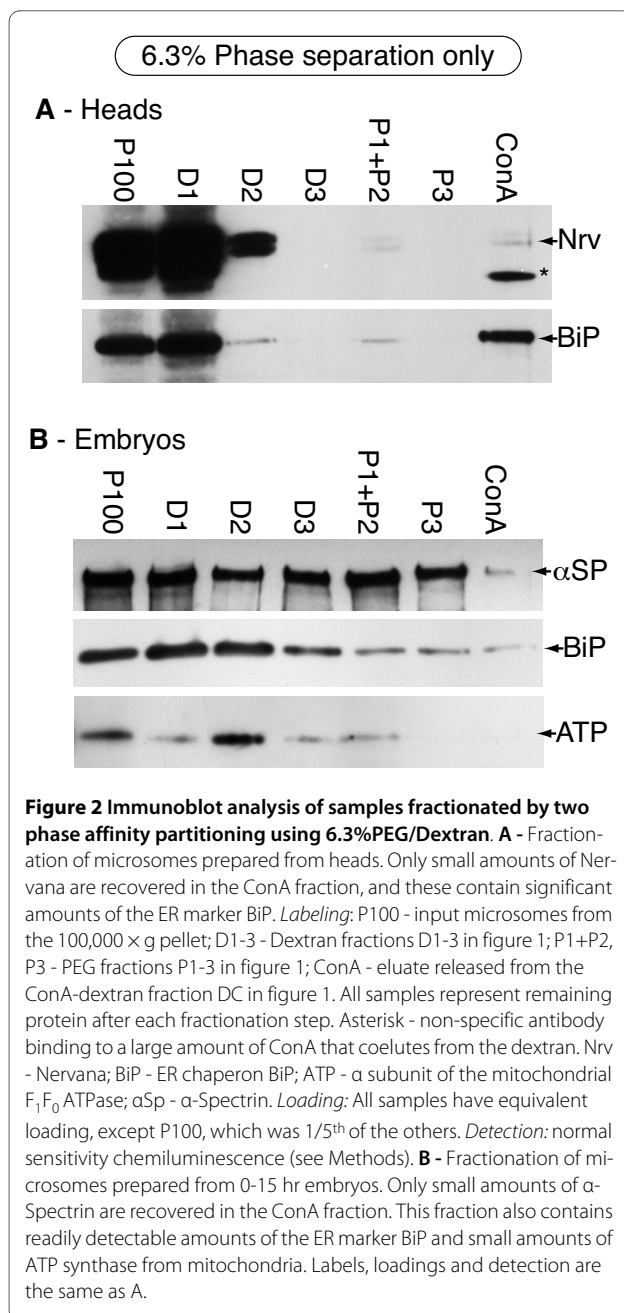 6.3% Phase separation only
A - Heads
P100 D1 D2 D3 P1+P2 P3 ConA
Nrv
*
BiP
B - Embryos
P100 D1 D2 D3 P1+P2 P3 ConA
αSP
BiP
ATP
Figure 2 Immunoblot analysis of samples fractionated by two
phase affinity partitioning using 6.3%PEG/Dextran. A - Fraction-
ation of microsomes prepared from heads. Only small amounts of Ner-
vana are recovered in the ConA fraction, and these contain significant
amounts of the ER marker BiP. Labeling: P100 - input microsomes from
the 100,000 × g pellet; D1-3 - Dextran fractions D1-3 in figure 1; P1+P2,
P3 - PEG fractions P1-3 in figure 1; ConA - eluate released from the
ConA-dextran fraction DC in figure 1. All samples represent remaining
protein after each fractionation step. Asterisk - non-specific antibody
binding to a large amount of ConA that coelutes from the dextran. Nrv
- Nervana; BiP - ER chaperon BiP; ATP - α subunit of the mitochondrial
F₁F₀ ATPase; αSp - α-Spectrin. Loading: All samples have equivalent
loading, except P100, which was 1/5ᵗʰ of the others. Detection: normal
sensitivity chemiluminescence (see Methods). B - Fractionation of mi-
crosomes prepared from 0-15 hr embryos. Only small amounts of α-
Spectrin are recovered in the ConA fraction. This fraction also contains
readily detectable amounts of the ER marker BiP and small amounts of
ATP synthase from mitochondria. Labels, loadings and detection are
the same as A.